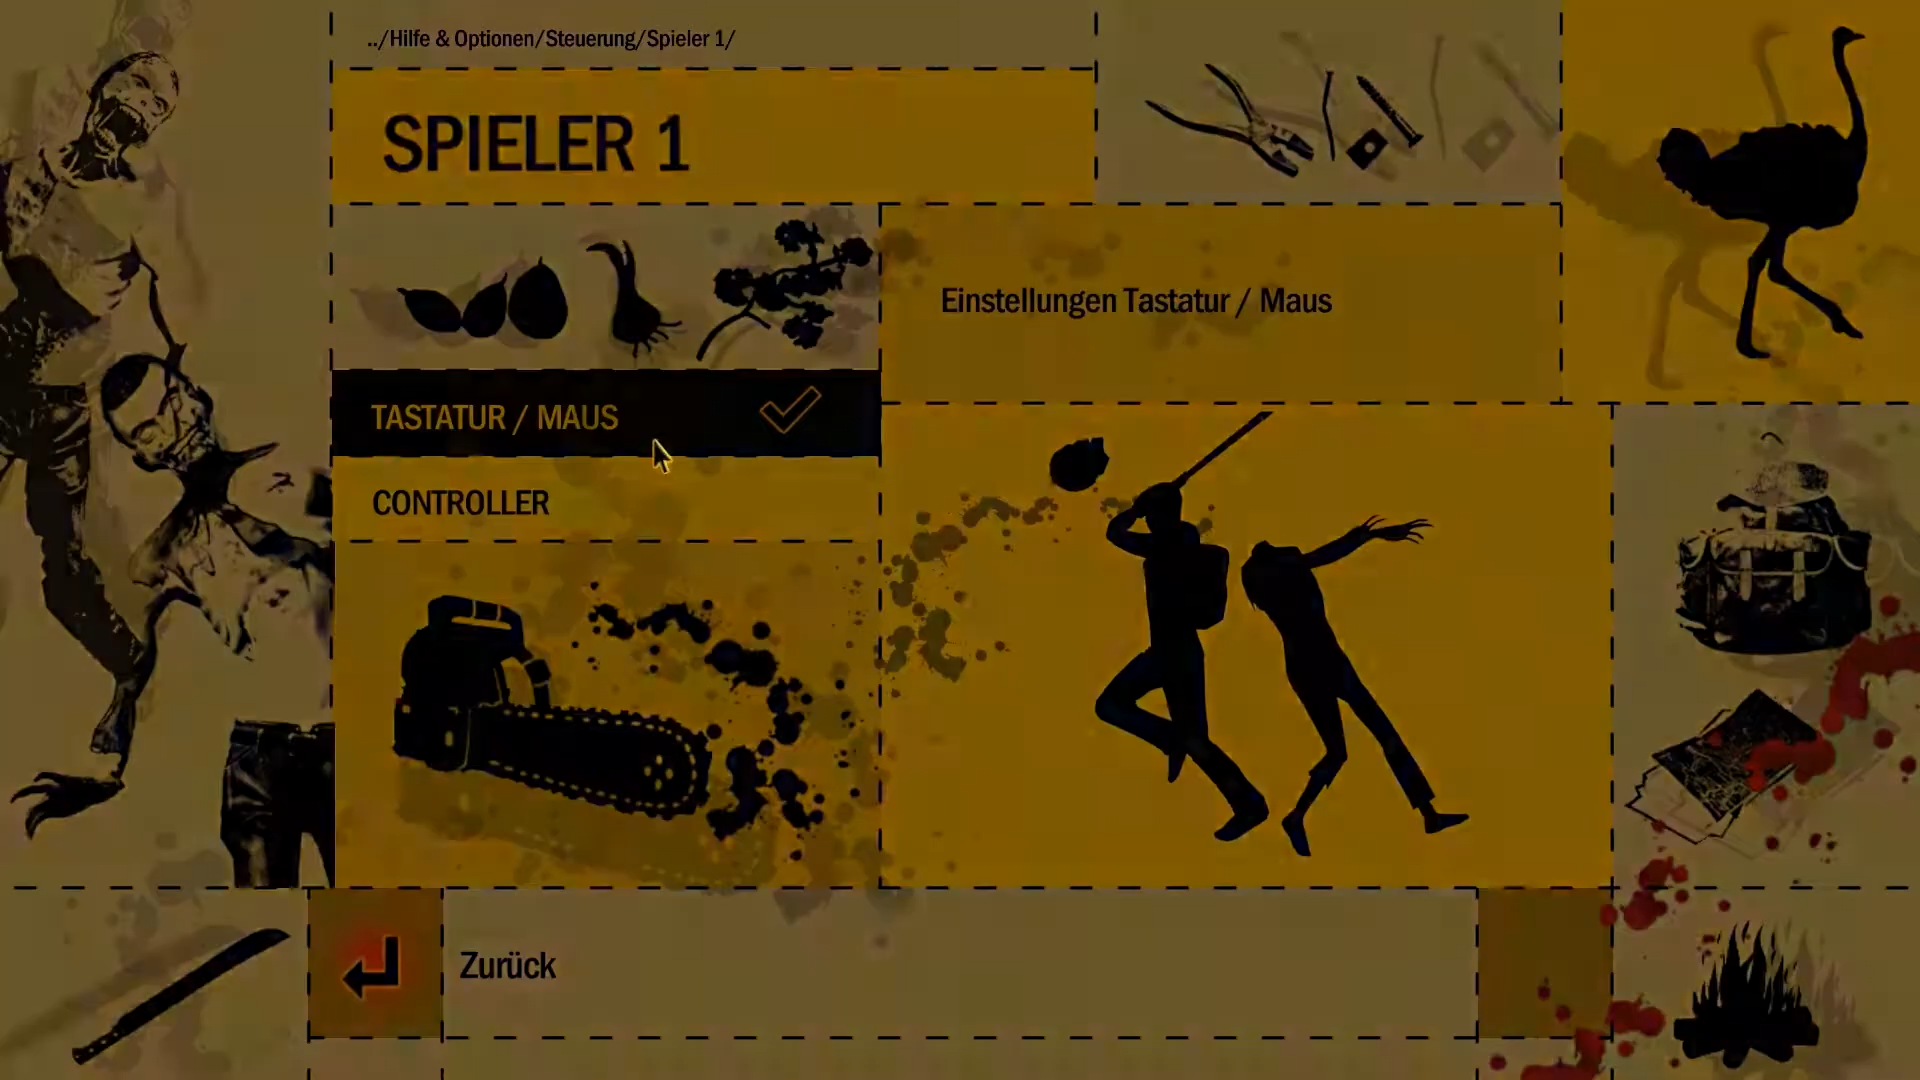 ../Hilfe & Optionen/Steuerung/Spieler 1/
SPIELER 1
Einstellungen Tastatur / Maus
TASTATUR / MAUS
CONTROLLER
Zurück